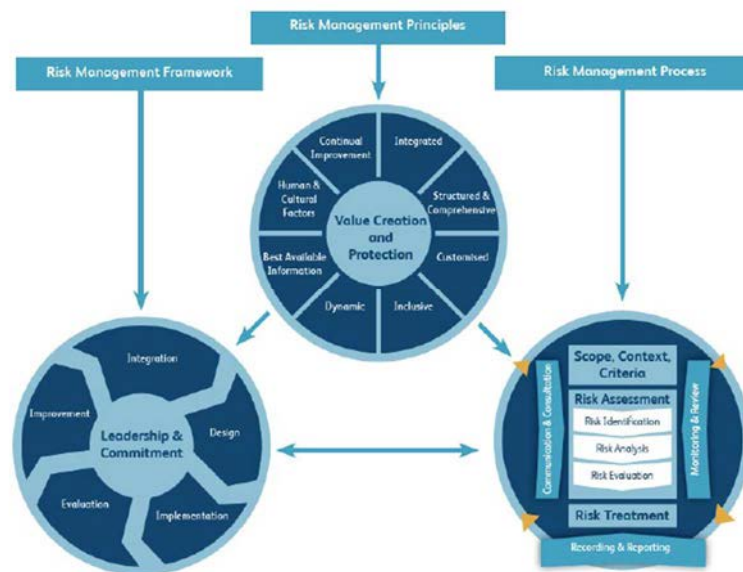 Risk Management Principles
Risk Management Framework
Risk Management Process
Continual
Improvement
Integrated
Human &
Cultural
Factors
Structured &
Comprehensive
Value Creation
and
Protection
Best Available
Information
Customised
Dynamic
Inclusive
Integration
Improvement
Design
Leadership &
Commitment
Evaluation
Implementation
Scope, Context,
Criteria
Communication & Consultation
Risk Assessment
Risk Identification
Risk Analysis
Risk Evaluation
Monitoring & Review
Risk Treatment
Recording & Reporting